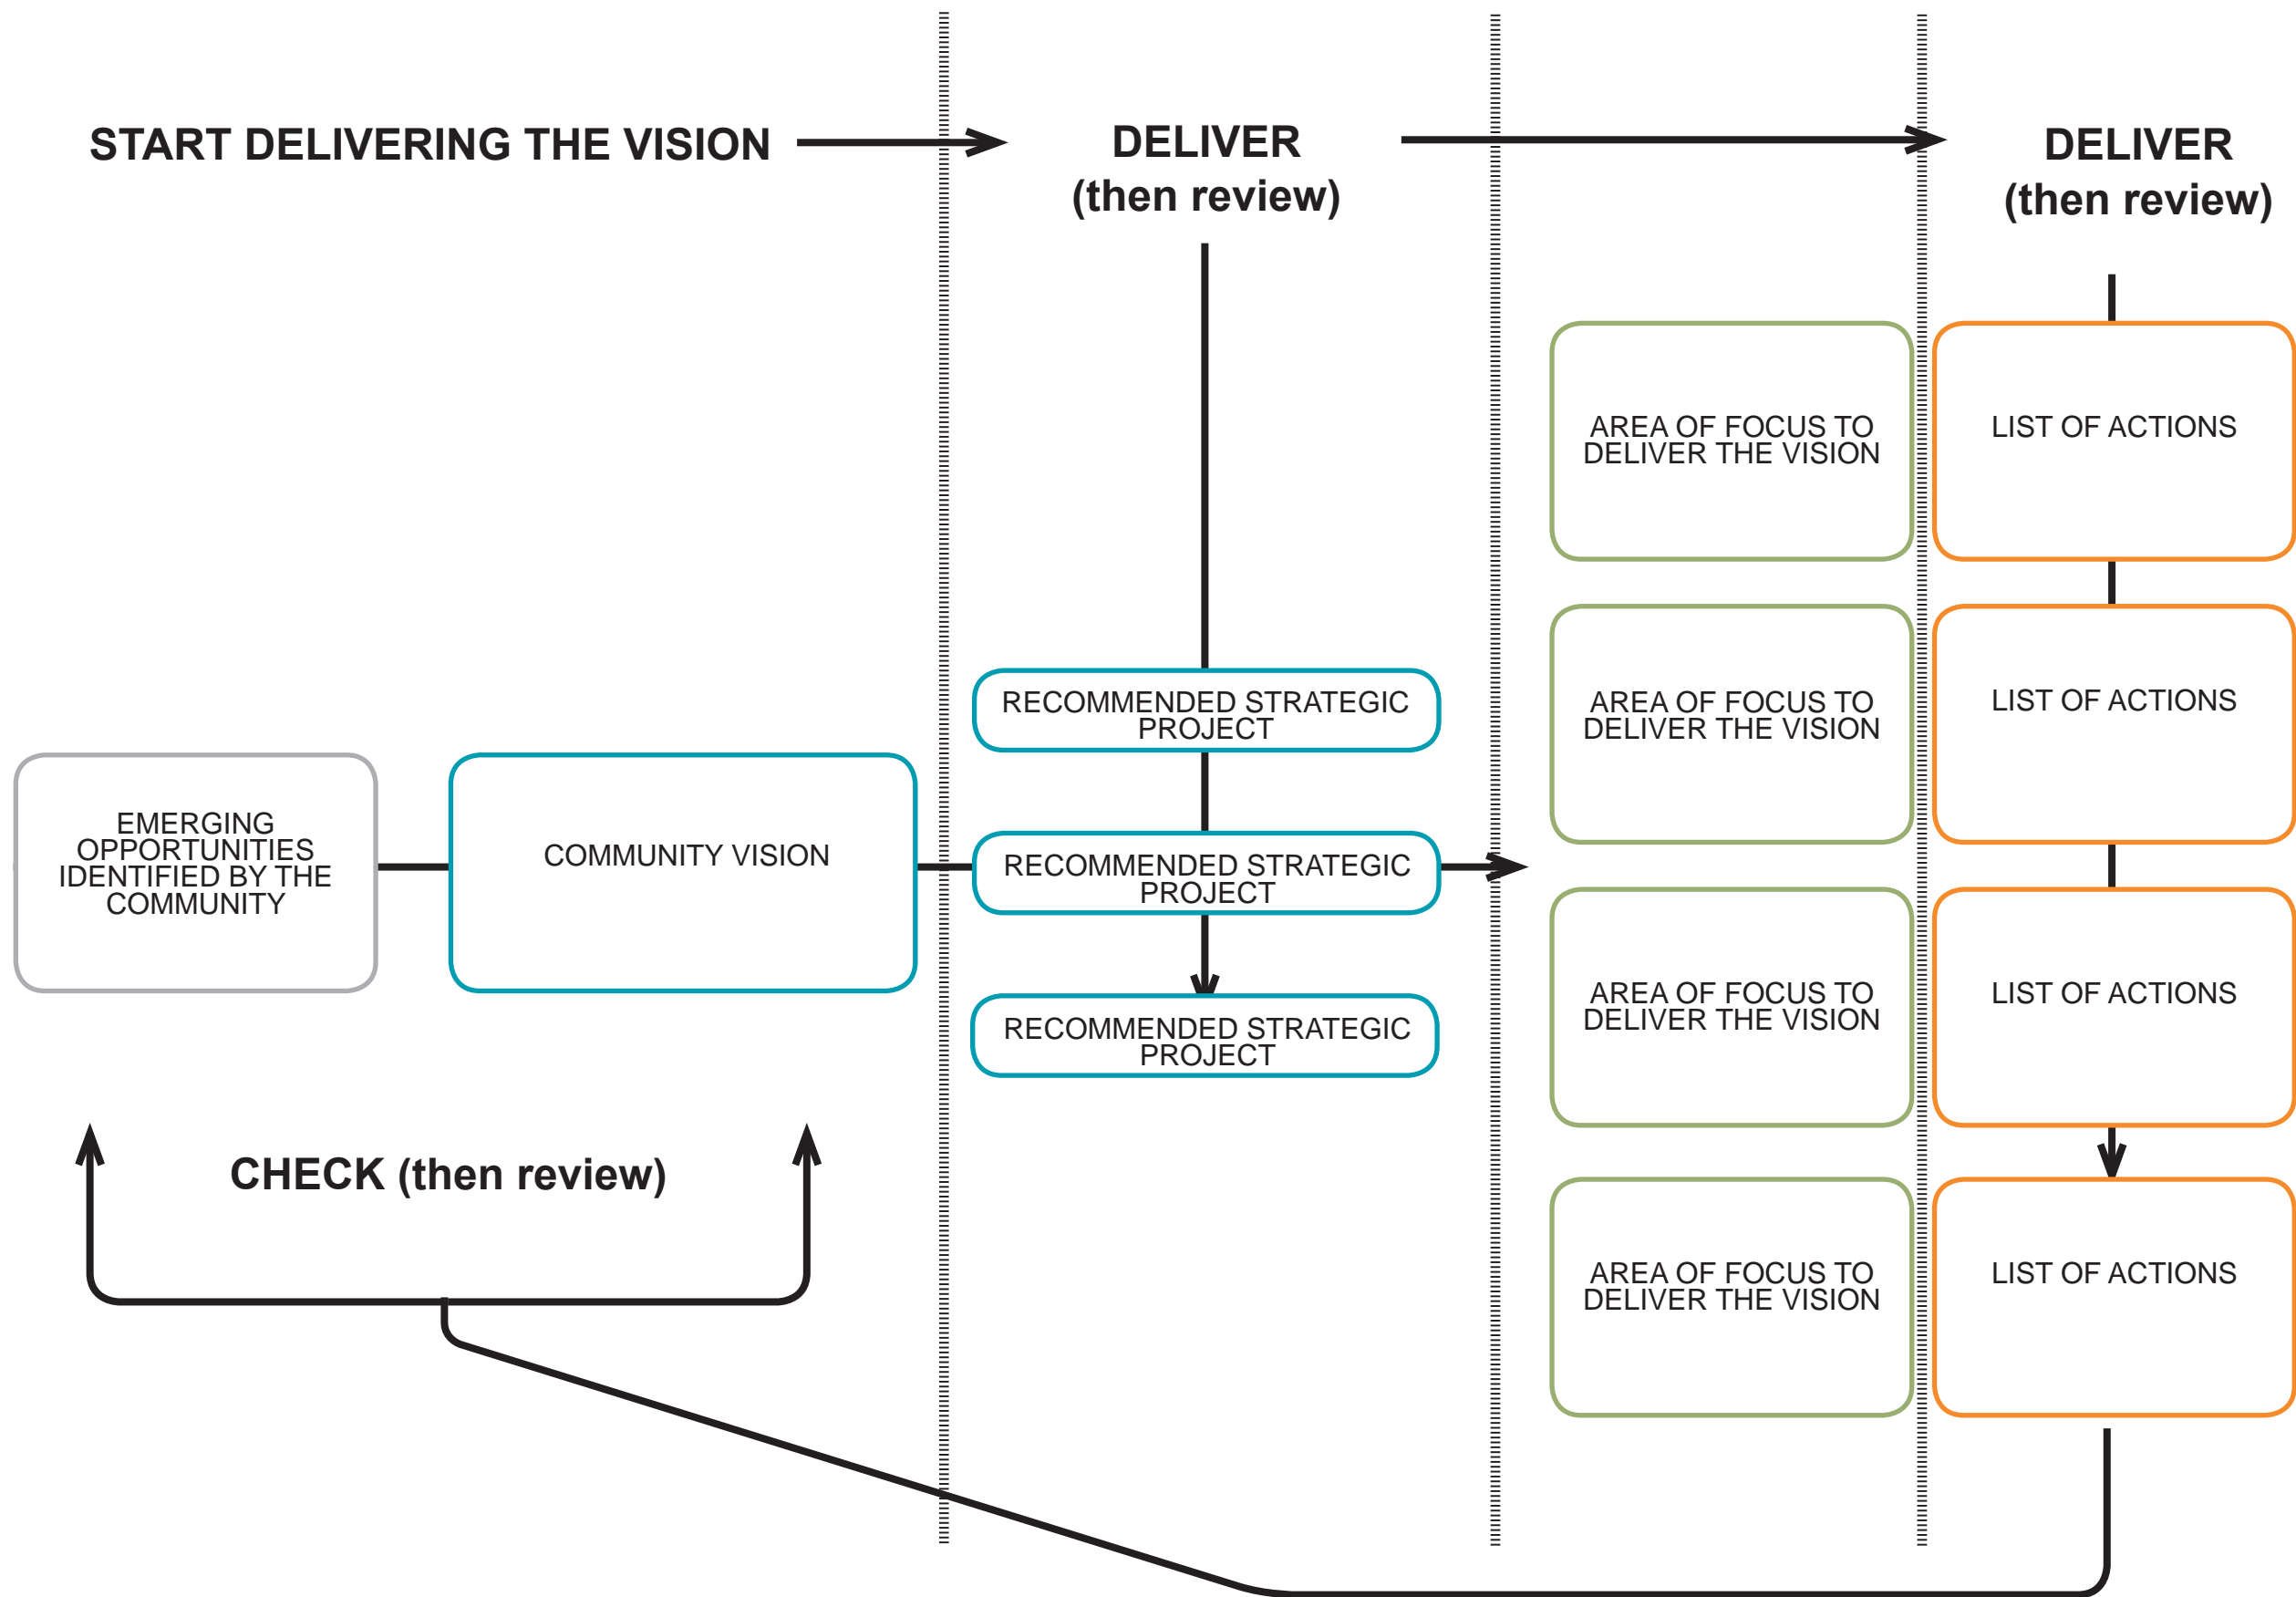 START DELIVERING THE VISION
DELIVER
(then review)
DELIVER
(then review)
EMERGING
OPPORTUNITIES
IDENTIFIED BY THE
COMMUNITY
COMMUNITY VISION
RECOMMENDED STRATEGIC
PROJECT
RECOMMENDED STRATEGIC
PROJECT
RECOMMENDED STRATEGIC
PROJECT
AREA OF FOCUS TO
DELIVER THE VISION
LIST OF ACTIONS
AREA OF FOCUS TO
DELIVER THE VISION
LIST OF ACTIONS
AREA OF FOCUS TO
DELIVER THE VISION
LIST OF ACTIONS
AREA OF FOCUS TO
DELIVER THE VISION
LIST OF ACTIONS
CHECK (then review)